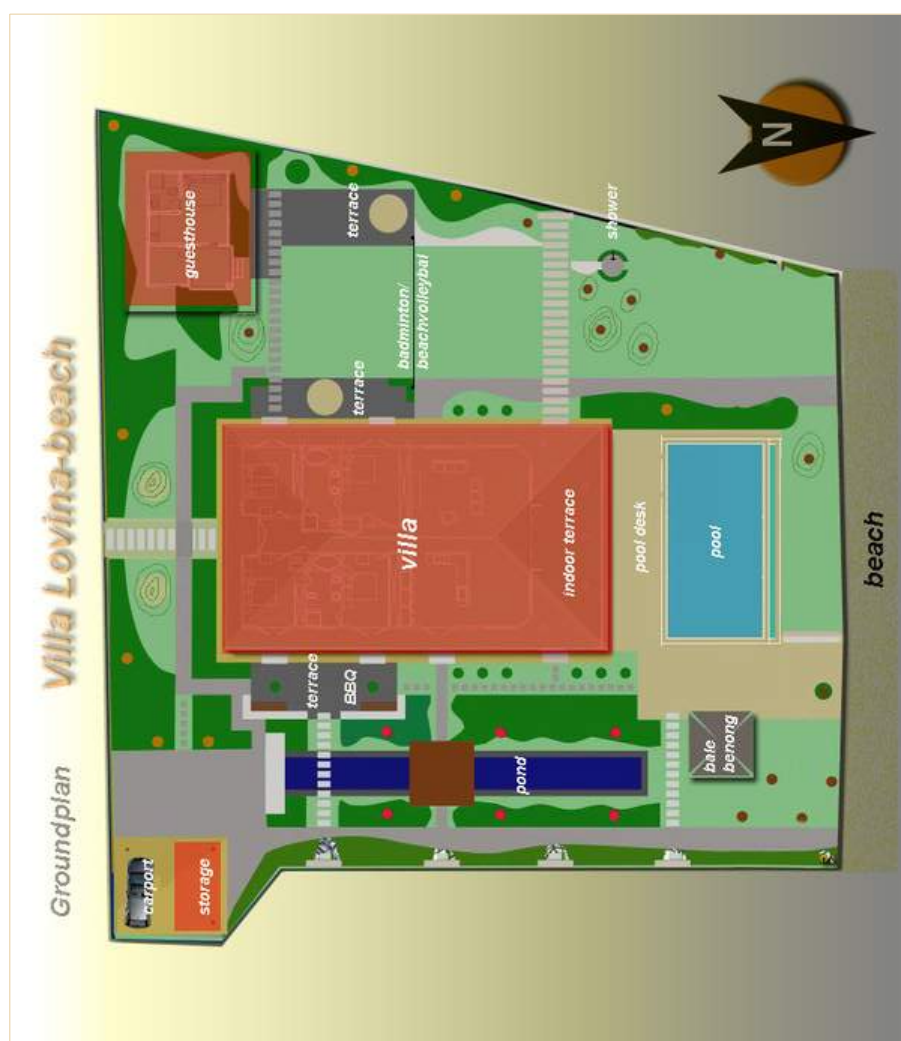 Groundplan Villa Lovina-beach
N
guesthouse
terrace
shower
badminton/
beachvolleybal
terrace
villa
indoor terrace
pool desk
pool
beach
terrace
BBQ
pond
bale
benong
carport
storage